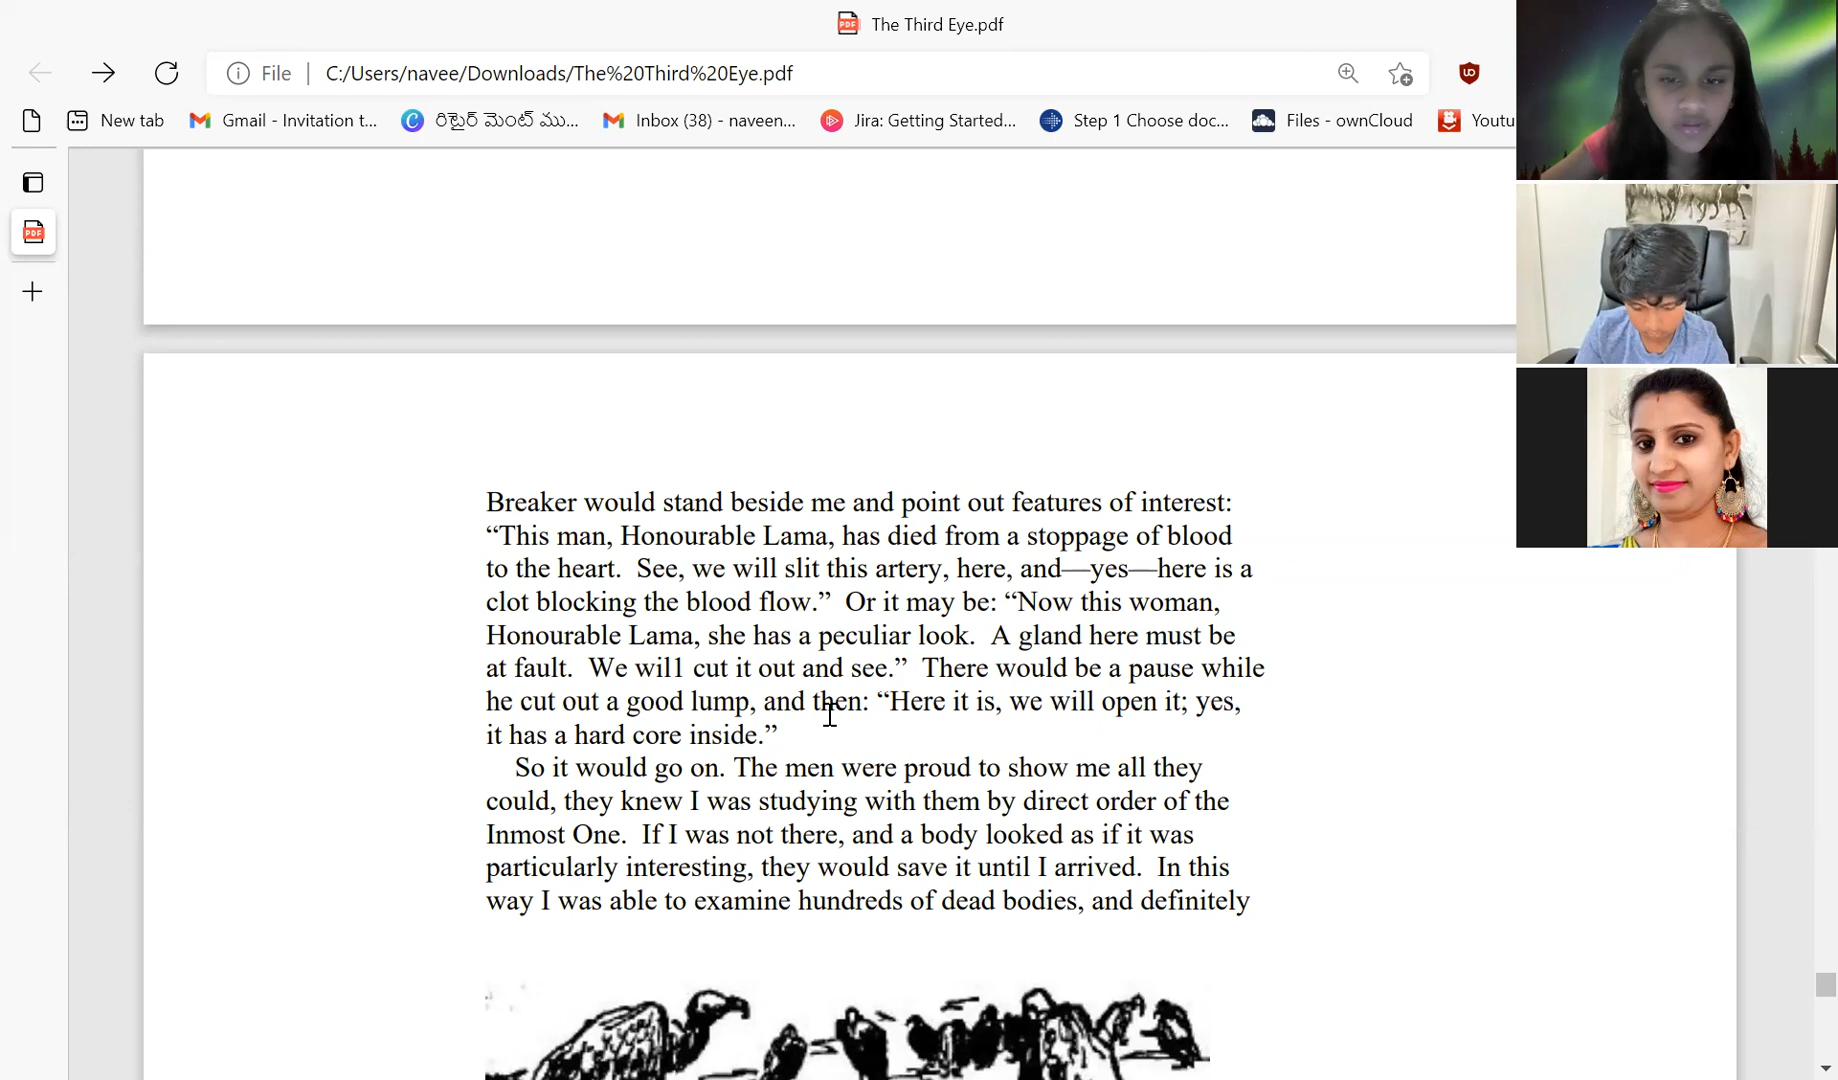 The Third Eye.pdf
File
C:/Users/navee/Downloads/The%20Third%20Eye.pdf
New tab
Gmail - Invitation t...
రిటైర్ మెంట్ ము...
Inbox (38) - naveen...
Jira: Getting Started...
Step 1 Choose doc...
Files - ownCloud
Youtu
Breaker would stand beside me and point out features of interest:
“This man, Honourable Lama, has died from a stoppage of blood
to the heart. See, we will slit this artery, here, and—yes—here is a
clot blocking the blood flow.” Or it may be: “Now this woman,
Honourable Lama, she has a peculiar look. A gland here must be
at fault. We wil1 cut it out and see.” There would be a pause while
he cut out a good lump, and then: “Here it is, we will open it; yes,
it has a hard core inside.”
So it would go on. The men were proud to show me all they
could, they knew I was studying with them by direct order of the
Inmost One. If I was not there, and a body looked as if it was
particularly interesting, they would save it until I arrived. In this
way I was able to examine hundreds of dead bodies, and definitely